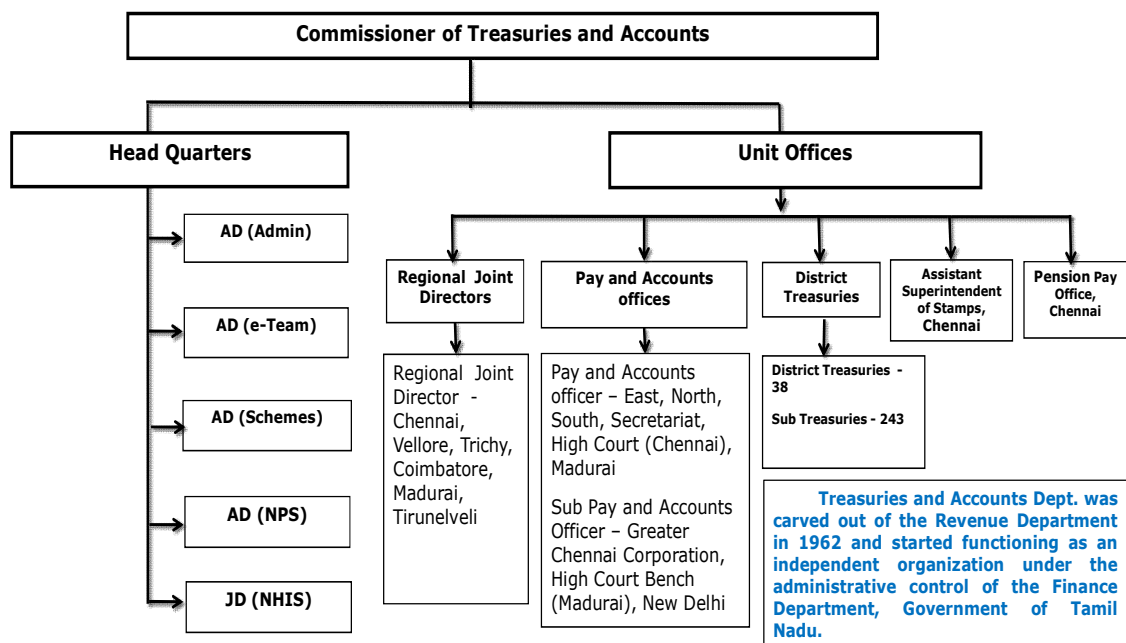 Commissioner of Treasuries and Accounts
Head Quarters
Unit Offices
AD (Admin)
AD (e-Team)
AD (Schemes)
AD (NPS)
JD (NHIS)
Regional Joint
Directors
Pay and Accounts
offices
District
Treasuries
Assistant
Superintendent
of Stamps,
Chennai
Pension Pay
Office,
Chennai
Regional Joint
Director -
Chennai,
Vellore, Trichy,
Coimbatore,
Madurai,
Tirunelveli
Pay and Accounts
officer – East, North,
South, Secretariat,
High Court (Chennai),
Madurai
Sub Pay and Accounts
Officer – Greater
Chennai Corporation,
High Court Bench
(Madurai), New Delhi
District Treasuries -
38
Sub Treasuries - 243
Treasuries and Accounts Dept. was
carved out of the Revenue Department
in 1962 and started functioning as an
independent organization under the
administrative control of the Finance
Department, Government of Tamil
Nadu.